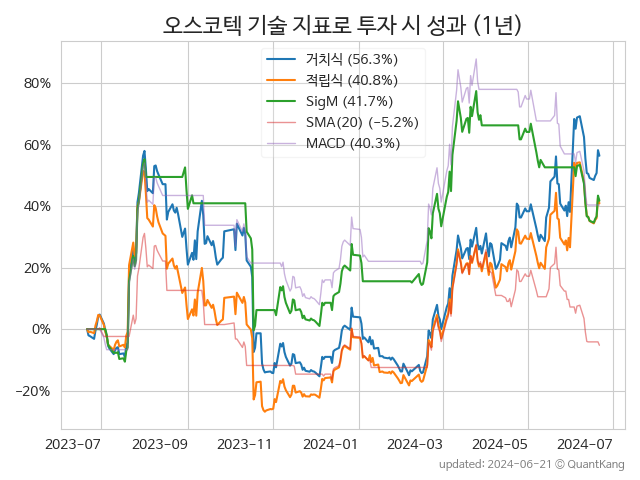 오스코텍 기술 지표로 투자 시 성과 (1년)
거치식 (56.3%)
적립식 (40.8%)
SigM (41.7%)
SMA(20) (−5.2%)
MACD (40.3%)
80%
60%
40%
20%
0%
−20%
2023-07 2023-09 2023-11 2024-01 2024-03 2024-05 2024-07
updated: 2024-06-21 © QuantKang